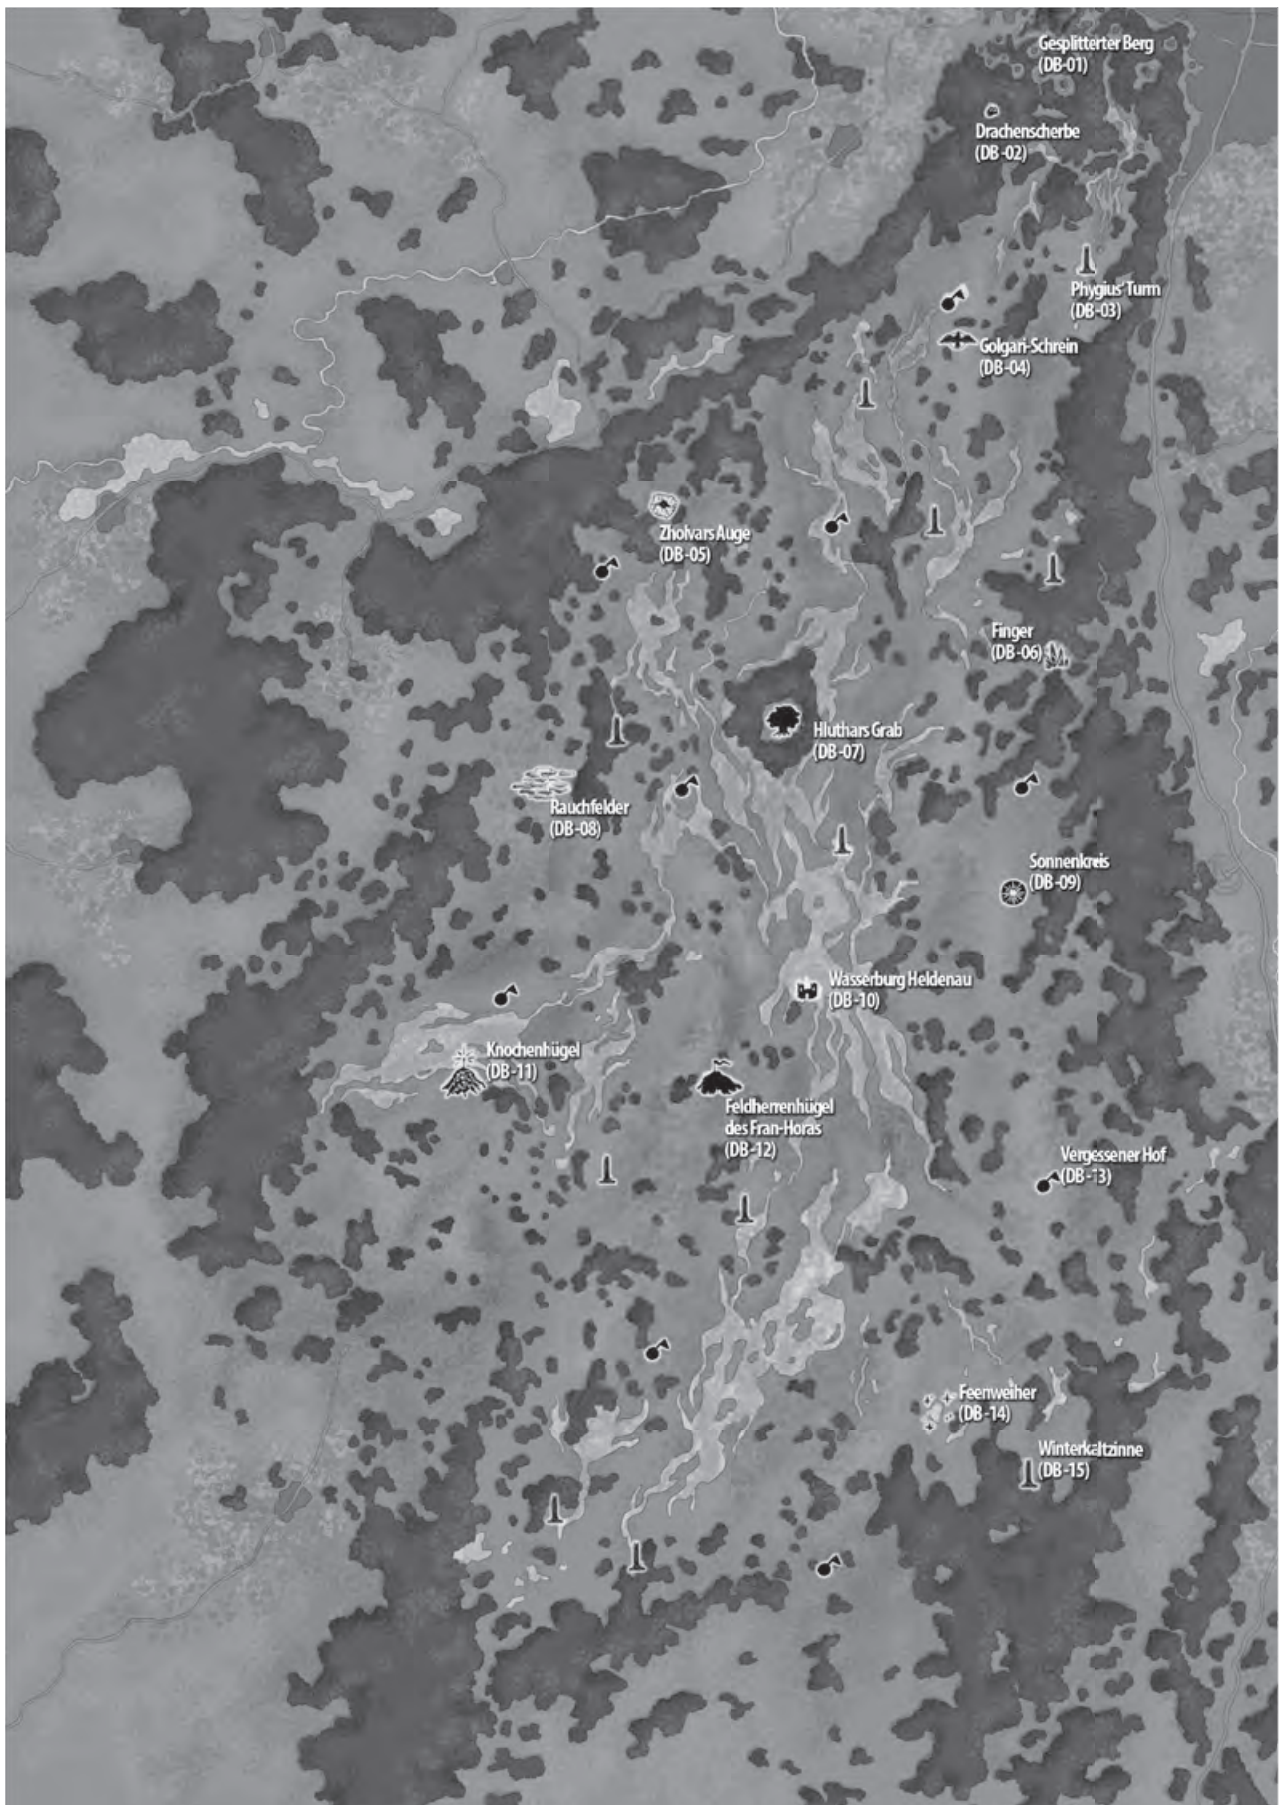 Gesplitterter Berg
(DB-01)
Drachenscherbe
(DB-02)
Phygius' Turm
(DB-03)
Golgari-Schrein
(DB-04)
Zholvars Auge
(DB-05)
Finger
(DB-06)
Hluthars Grab
(DB-07)
Rauchfelder
(DB-08)
Sonnenkreis
(DB-09)
Wasserburg Heldenau
(DB-10)
Knochenhügel
(DB-11)
Feldherrenhügel
des Fran-Horas
(DB-12)
Vergessener Hof
(DB-13)
Feenweiher
(DB-14)
Winterkaltzinne
(DB-15)